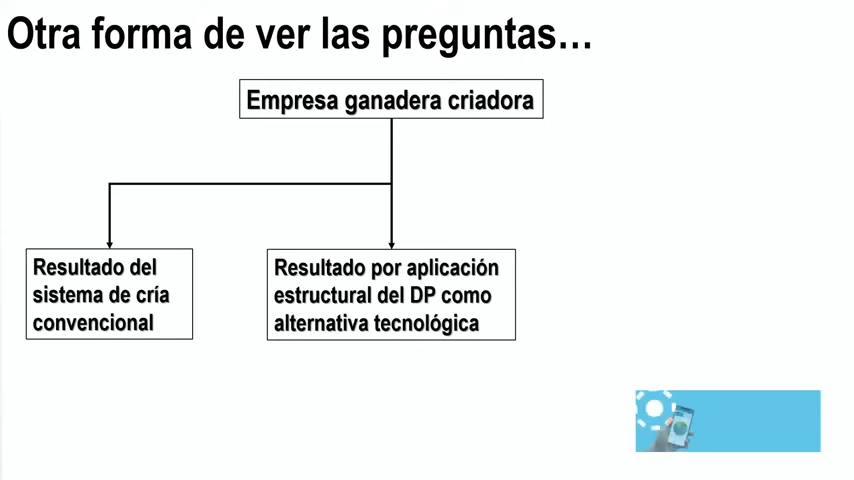 Otra forma de ver las preguntas…
Empresa ganadera criadora
Resultado del
sistema de cría
convencional
Resultado por aplicación
estructural del DP como
alternativa tecnológica